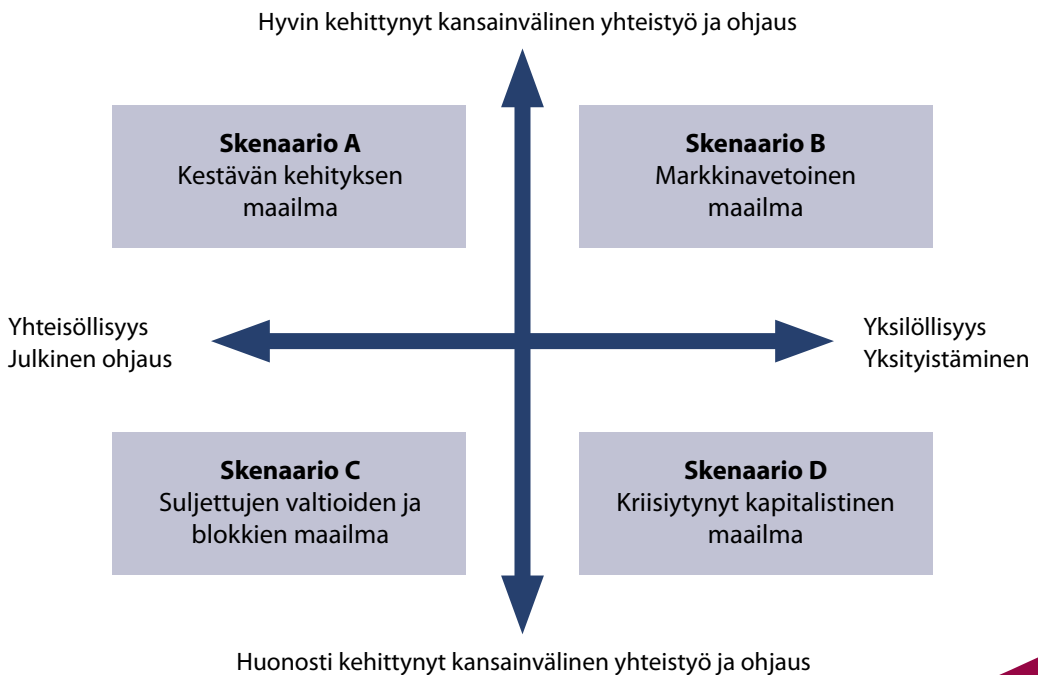 Hyvin kehittynyt kansainvälinen yhteistyö ja ohjaus
Skenaario A
Kestävän kehityksen
maailma
Skenaario B
Markkinavetoinen
maailma
Yhteisöllisyys
Julkinen ohjaus
Yksilöllisyys
Yksityistäminen
Skenaario C
Suljettujen valtioiden ja
blokkien maailma
Skenaario D
Kriisiytynyt kapitalistinen
maailma
Huonosti kehittynyt kansainvälinen yhteistyö ja ohjaus